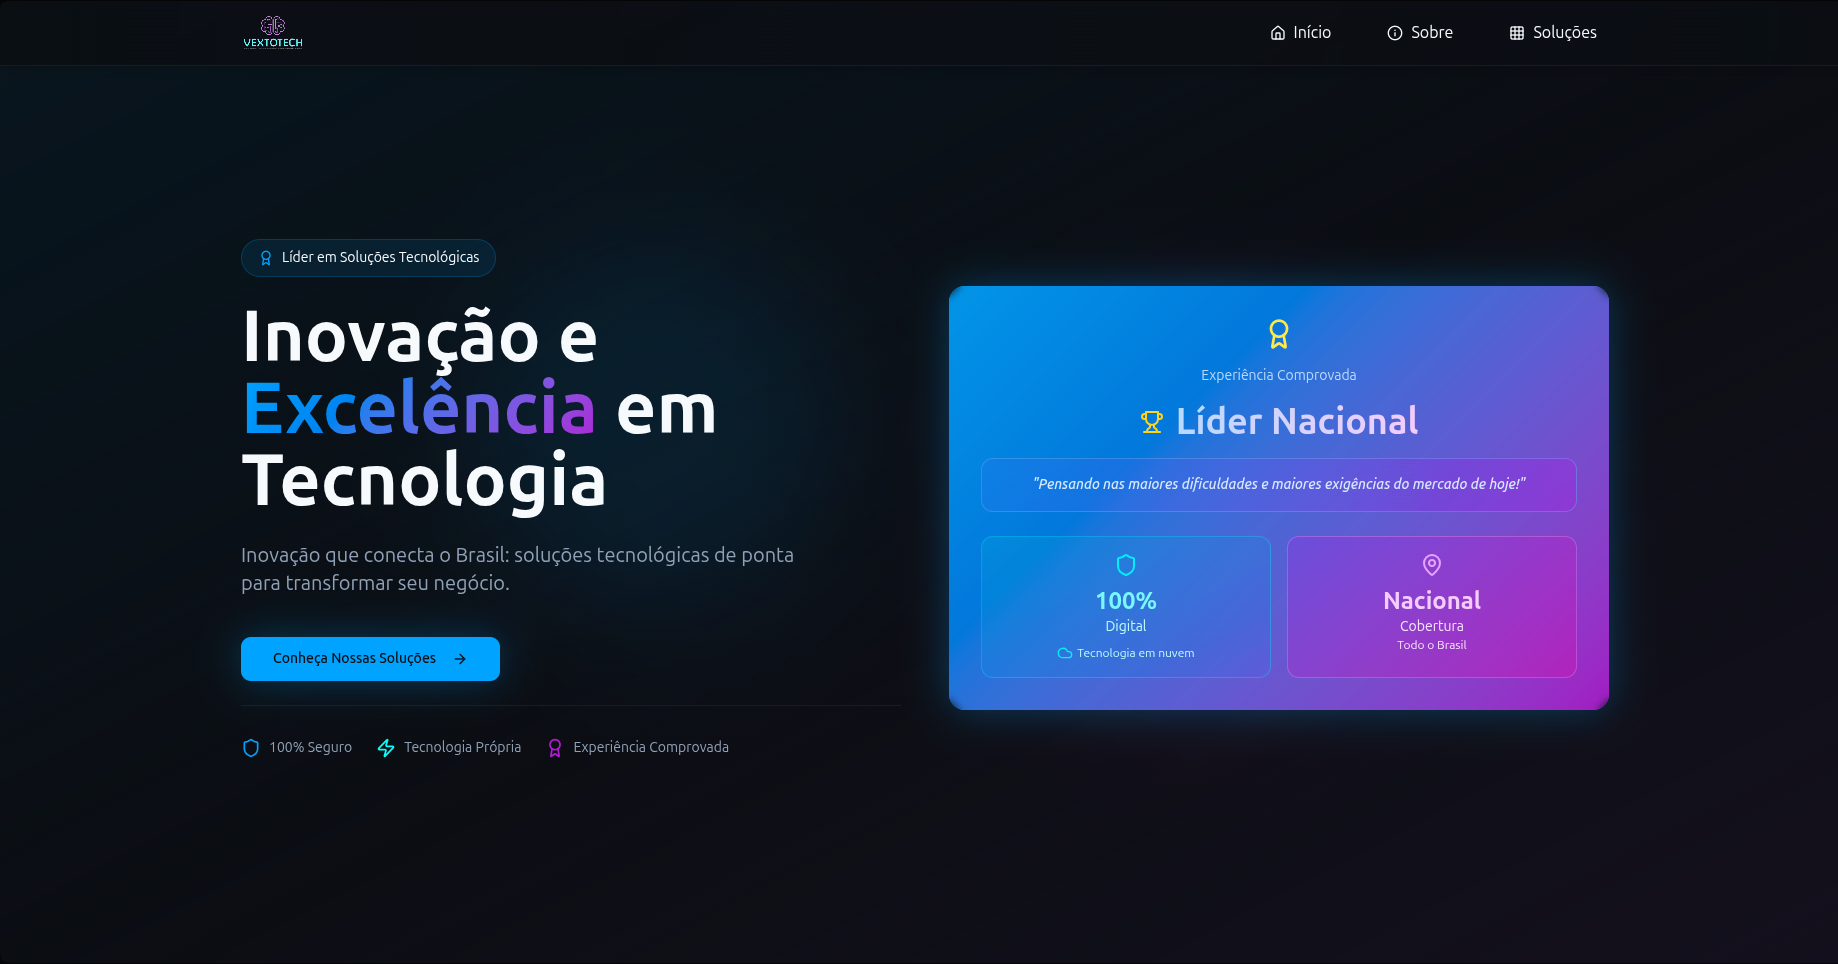 VEXTOTECH
Início
Sobre
Soluções
Líder em Soluções Tecnológicas
Inovação e
Excelência em
Tecnologia
Inovação que conecta o Brasil: soluções tecnológicas de ponta
para transformar seu negócio.
Conheça Nossas Soluções
100% Seguro
Tecnologia Própria
Experiência Comprovada
Experiência Comprovada
Líder Nacional
"Pensando nas maiores dificuldades e maiores exigências do mercado de hoje!"
100%
Digital
Tecnologia em nuvem
Nacional
Cobertura
Todo o Brasil